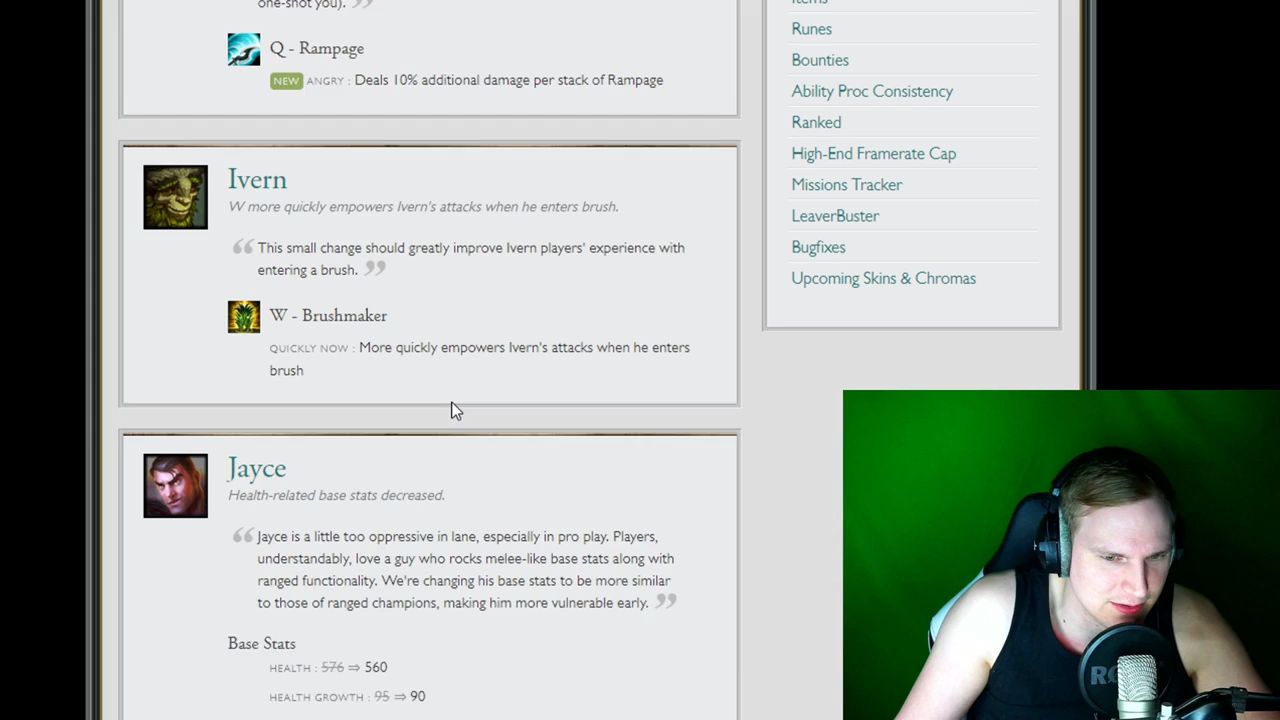 one-shot you).
Q - Rampage
NEW ANGRY : Deals 10% additional damage per stack of Rampage
Ivern
W more quickly empowers Ivern's attacks when he enters brush.
“ This small change should greatly improve Ivern players' experience with
entering a brush. ”
W - Brushmaker
QUICKLY NOW : More quickly empowers Ivern's attacks when he enters
brush
Jayce
Health-related base stats decreased.
“ Jayce is a little too oppressive in lane, especially in pro play. Players,
understandably, love a guy who rocks melee-like base stats along with
ranged functionality. We're changing his base stats to be more similar
to those of ranged champions, making him more vulnerable early. ”
Base Stats
HEALTH : 576 ⇒ 560
HEALTH GROWTH : 95 ⇒ 90
Items
Runes
Bounties
Ability Proc Consistency
Ranked
High-End Framerate Cap
Missions Tracker
LeaverBuster
Bugfixes
Upcoming Skins & Chromas